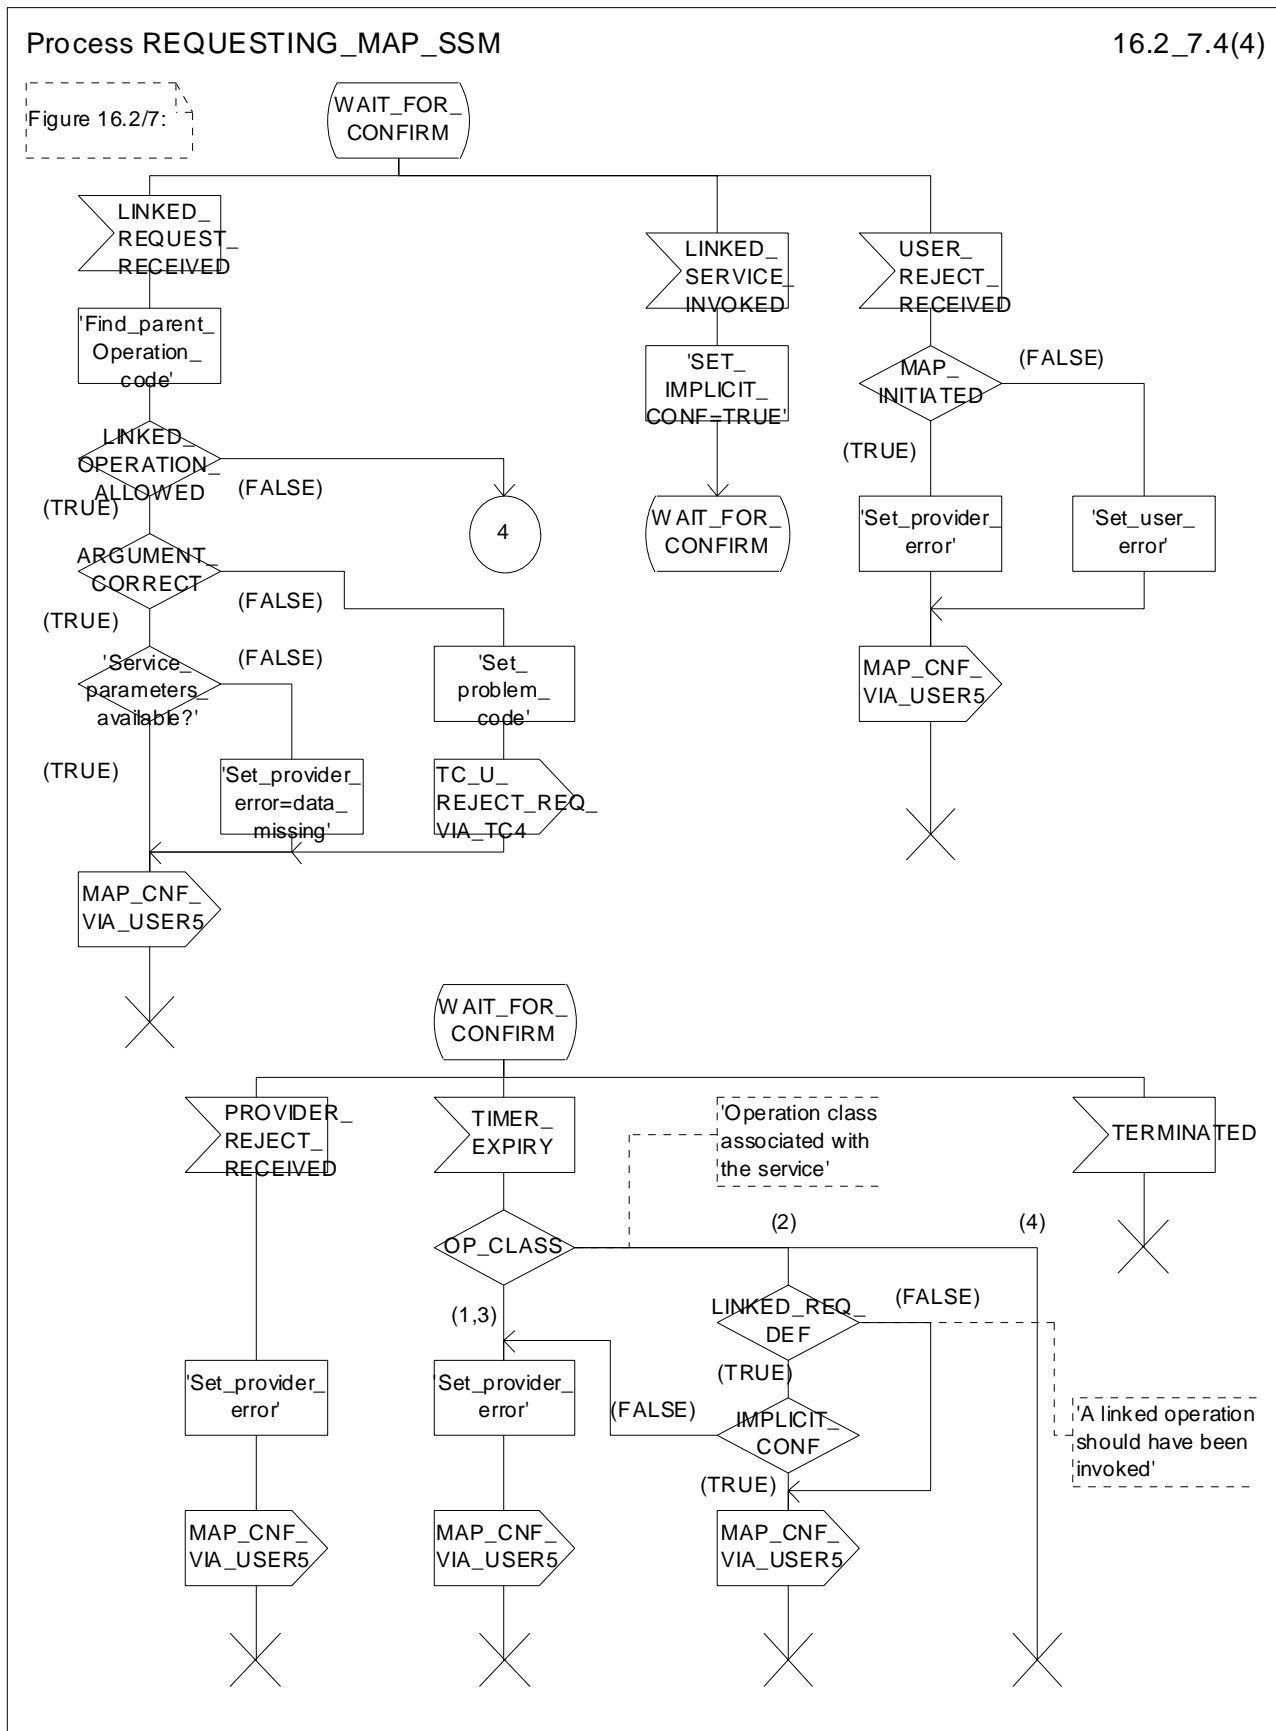 Process REQUESTING_MAP_SSM
16.2_7.4(4)
Figure 16.2/7:
WAIT_FOR_
CONFIRM
LINKED_
REQUEST_
RECEIVED
LINKED_
SERVICE_
INVOKED
USER_
REJECT_
RECEIVED
'Find_parent_
Operation_
code'
'SET_
IMPLICIT_
CONF=TRUE'
MAP_
INITIATED
(FALSE)
(TRUE)
LINKED_
OPERATION_
ALLOWED
(FALSE)
(TRUE)
4
WAIT_FOR_
CONFIRM
'Set_provider_
error'
'Set_user_
error'
ARGUMENT_
CORRECT
(FALSE)
(TRUE)
'Service_
parameters_
available?'
(FALSE)
(TRUE)
'Set_
problem_
code'
MAP_CNF_
VIA_USER5
'Set_provider_
error=data_
missing'
TC_U_
REJECT_REQ_
VIA_TC4
MAP_CNF_
VIA_USER5
WAIT_FOR_
CONFIRM
PROVIDER_
REJECT_
RECEIVED
TIMER_
EXPIRY
'Operation class
associated with
the service'
TERMINATED
OP_CLASS
(2)
(4)
(1,3)
LINKED_REQ_
DEF
(FALSE)
(TRUE)
'Set_provider_
error'
'Set_provider_
error'
(FALSE)
IMPLICIT_
CONF
(TRUE)
'A linked operation
should have been
invoked'
MAP_CNF_
VIA_USER5
MAP_CNF_
VIA_USER5
MAP_CNF_
VIA_USER5